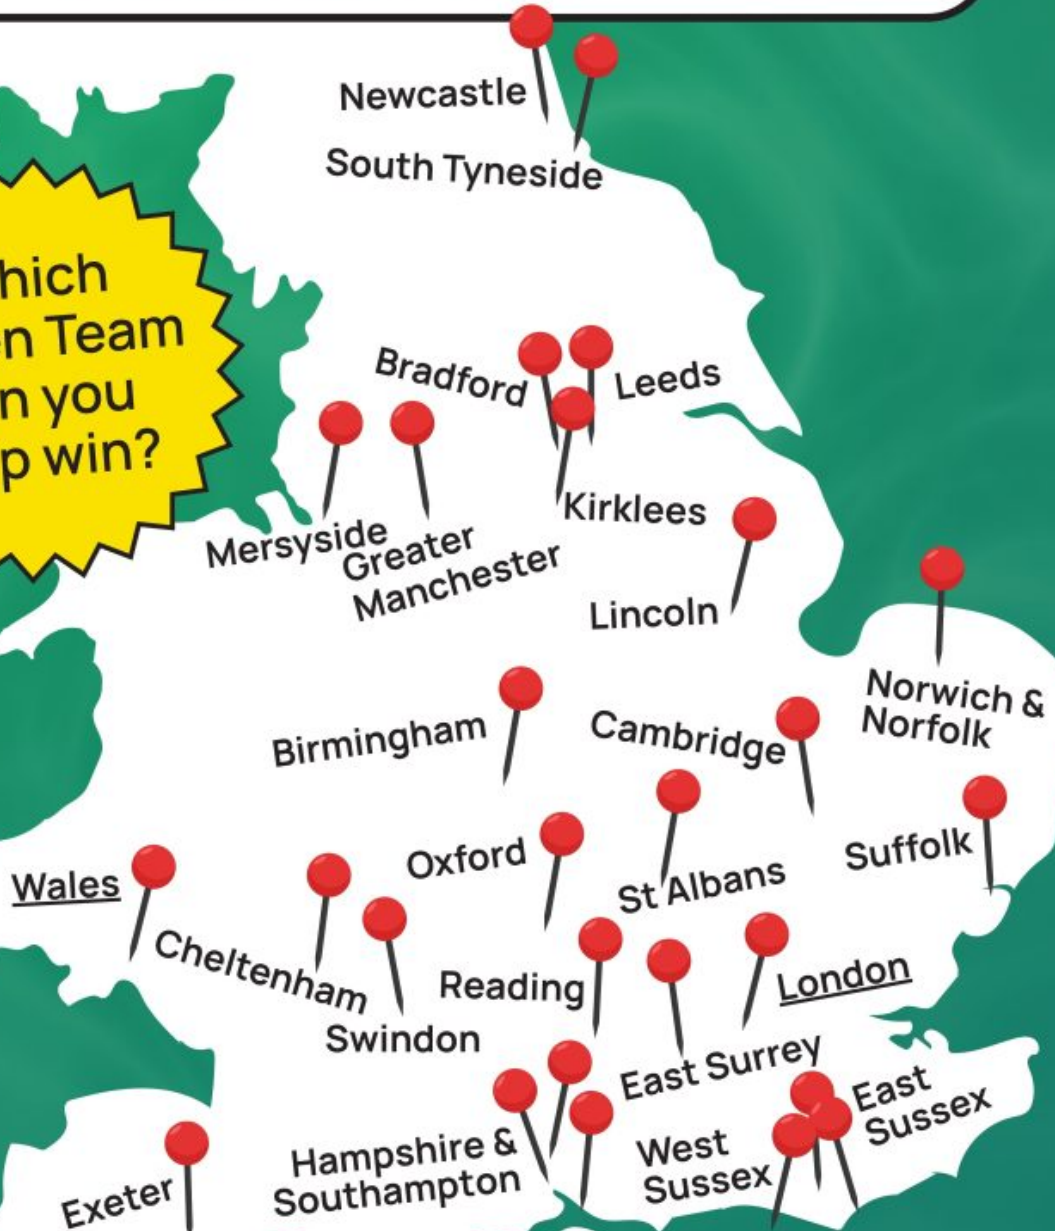 Newcastle
South Tyneside
hich
n Team
n you
p win?
Bradford
Leeds
Kirklees
Mersyside
Greater
Manchester
Lincoln
Norwich &
Norfolk
Birmingham
Cambridge
Suffolk
Oxford
St Albans
Wales
Cheltenham
Swindon
Reading
London
East Surrey
East
Sussex
Hampshire &
Southampton
West
Sussex
Exeter